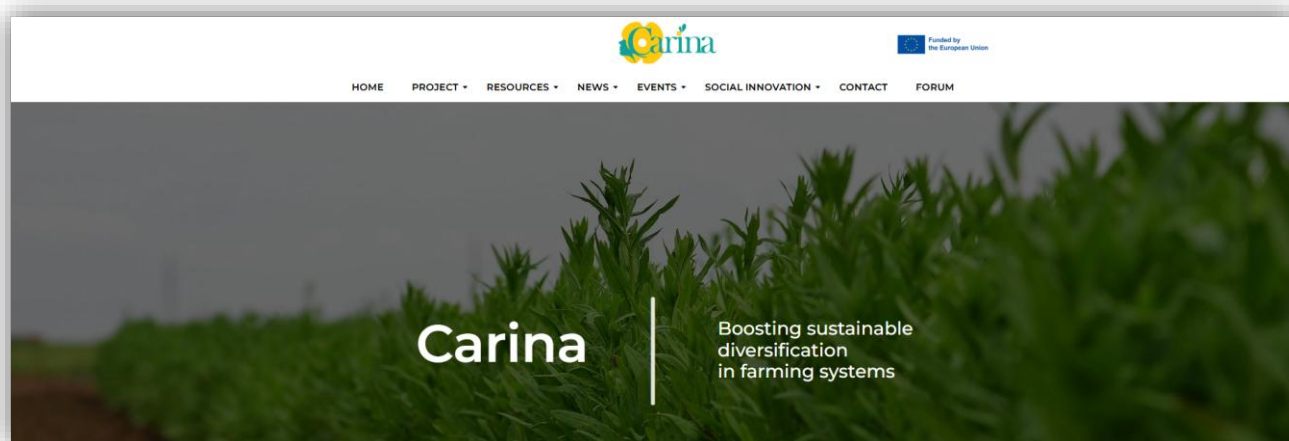 Carina
Funded by
the European Union
HOME PROJECT RESOURCES NEWS EVENTS SOCIAL INNOVATION CONTACT FORUM
Carina
Boosting sustainable
diversification
in farming systems